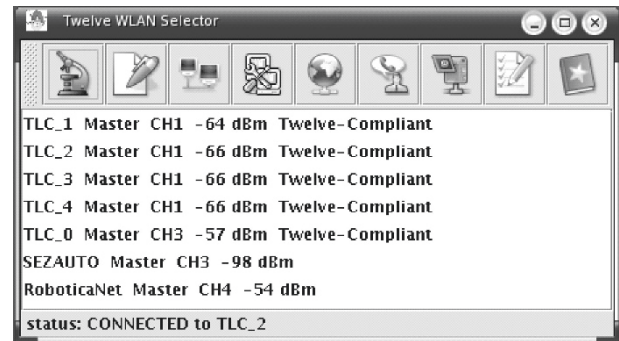 Twelve WLAN Selector
TLC_1 Master CH1 -64 dBm Twelve-Compliant
TLC_2 Master CH1 -66 dBm Twelve-Compliant
TLC_3 Master CH1 -66 dBm Twelve-Compliant
TLC_4 Master CH1 -66 dBm Twelve-Compliant
TLC_0 Master CH3 -57 dBm Twelve-Compliant
SEZAUTO Master CH3 -98 dBm
RoboticaNet Master CH4 -54 dBm
status: CONNECTED to TLC_2